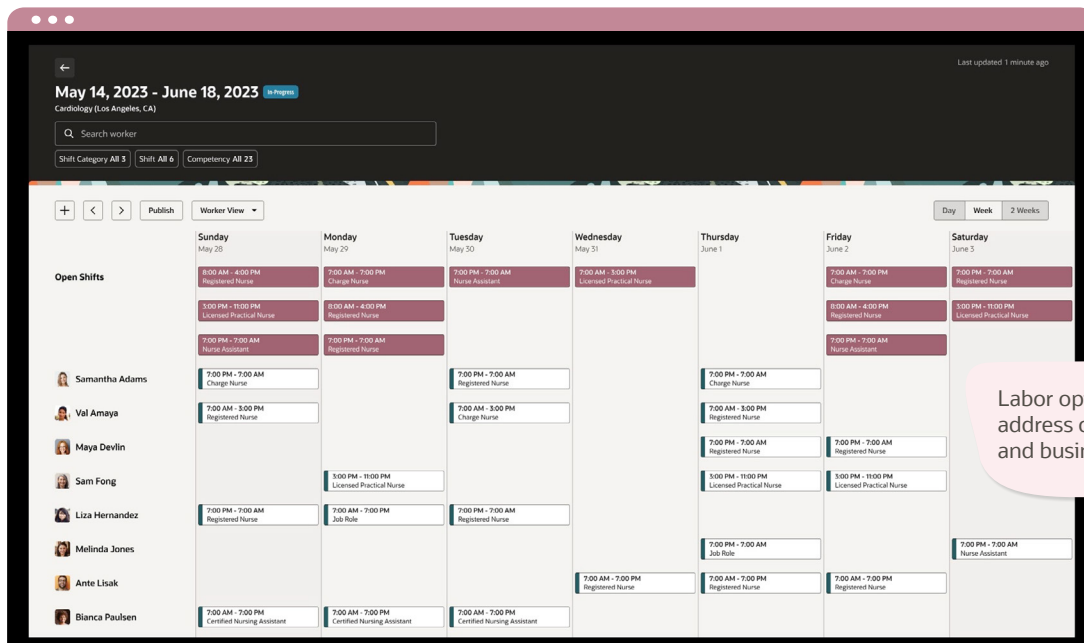 Last updated 1 minute ago
May 14, 2023 - June 18, 2023 In-Progress
Cardiology (Los Angeles, CA)
Search worker
Shift Category All 3 Shift All 6 Competency All 23
Publish Worker View Day Week 2 Weeks
Sunday Monday Tuesday Wednesday Thursday Friday Saturday
May 28 May 29 May 30 May 31 June 1 June 2 June 3
Open Shifts
8:00 AM - 4:00 PM 7:00 AM - 7:00 PM 7:00 PM - 7:00 AM 7:00 AM - 3:00 PM 7:00 AM - 7:00 PM 7:00 PM - 7:00 AM
Registered Nurse Charge Nurse Nurse Assistant Licensed Practical Nurse Charge Nurse Registered Nurse
3:00 PM - 11:00 PM 8:00 AM - 4:00 PM 8:00 AM - 4:00 PM 3:00 PM - 11:00 PM
Licensed Practical Nurse Registered Nurse Registered Nurse Licensed Practical Nurse
7:00 PM - 7:00 AM 7:00 PM - 7:00 AM 7:00 PM - 7:00 AM
Nurse Assistant Registered Nurse Nurse Assistant
Samantha Adams
7:00 PM - 7:00 AM 7:00 PM - 7:00 AM 7:00 PM - 7:00 AM
Charge Nurse Registered Nurse Charge Nurse
Val Amaya
7:00 AM - 3:00 PM 7:00 AM - 3:00 PM 7:00 AM - 3:00 PM
Registered Nurse Charge Nurse Registered Nurse
Maya Devlin
7:00 PM - 7:00 AM 7:00 PM - 7:00 AM
Registered Nurse Registered Nurse
Sam Fong
3:00 PM - 11:00 PM 3:00 PM - 11:00 PM 3:00 PM - 11:00 PM
Licensed Practical Nurse Licensed Practical Nurse Licensed Practical Nurse
Liza Hernandez
7:00 PM - 7:00 AM 7:00 AM - 7:00 PM 7:00 PM - 7:00 AM
Registered Nurse Job Role Registered Nurse
Melinda Jones
7:00 PM - 7:00 AM 7:00 PM - 7:00 AM
Job Role Nurse Assistant
Ante Lisak
7:00 AM - 7:00 PM 7:00 AM - 7:00 PM 7:00 AM - 7:00 PM
Registered Nurse Registered Nurse Registered Nurse
Bianca Paulsen
7:00 AM - 7:00 PM 7:00 AM - 7:00 PM 7:00 AM - 7:00 PM
Certified Nursing Assistant Certified Nursing Assistant Certified Nursing Assistant
Labor
address
and